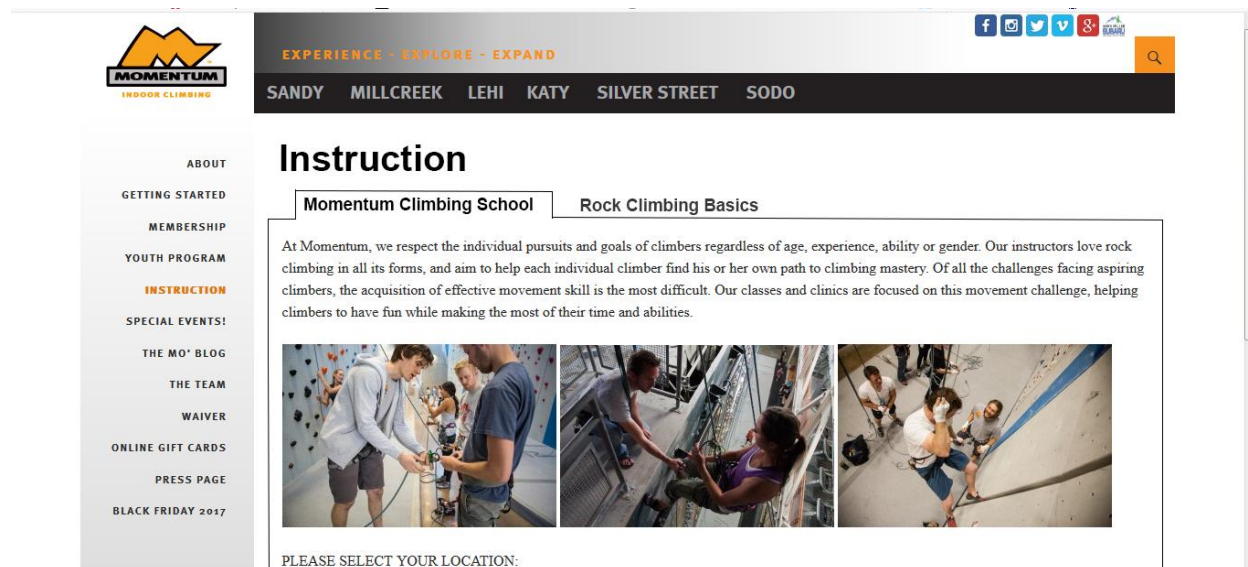 MOMENTUM
INDOOR CLIMBING
EXPERIENCE - EXPLORE - EXPAND
SANDY MILLCREEK LEHI KATY SILVER STREET SODO
ABOUT
GETTING STARTED
MEMBERSHIP
YOUTH PROGRAM
INSTRUCTION
SPECIAL EVENTS!
THE MO' BLOG
THE TEAM
WAIVER
ONLINE GIFT CARDS
PRESS PAGE
BLACK FRIDAY 2017
Instruction
Momentum Climbing School
Rock Climbing Basics
At Momentum, we respect the individual pursuits and goals of climbers regardless of age, experience, ability or gender. Our instructors love rock
climbing in all its forms, and aim to help each individual climber find his or her own path to climbing mastery. Of all the challenges facing aspiring
climbers, the acquisition of effective movement skill is the most difficult. Our classes and clinics are focused on this movement challenge, helping
climbers to have fun while making the most of their time and abilities.
PLEASE SELECT YOUR LOCATION: